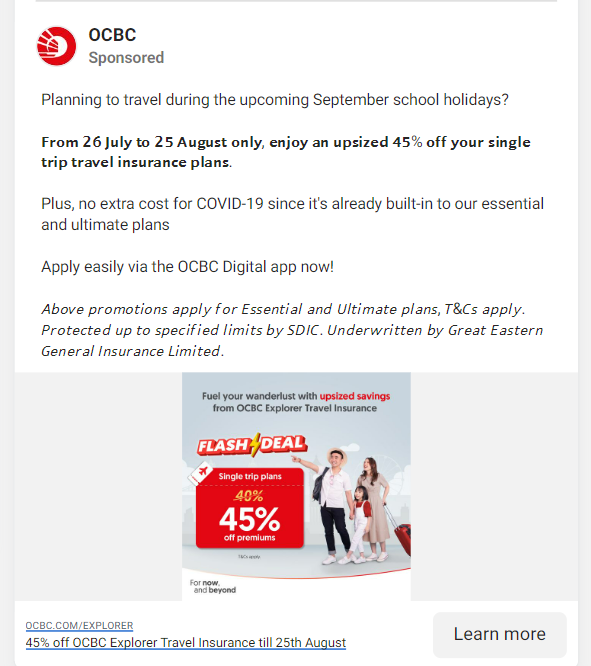 OCBC
Sponsored
Planning to travel during the upcoming September school holidays?
From 26 July to 25 August only, enjoy an upsized 45% off your single
trip travel insurance plans.
Plus, no extra cost for COVID-19 since it's already built-in to our essential
and ultimate plans
Apply easily via the OCBC Digital app now!
Above promotions apply for Essential and Ultimate plans, T&Cs apply.
Protected up to specified limits by SDIC. Underwritten by Great Eastern
General Insurance Limited.
Fuel your wanderlust with upsized savings
from OCBC Explorer Travel Insurance
FLASH DEAL
Single trip plans
40%
45%
off premiums
T&Cs apply.
For now,
and beyond
OCBC.COM/EXPLORER
45% off OCBC Explorer Travel Insurance till 25th August
Learn more